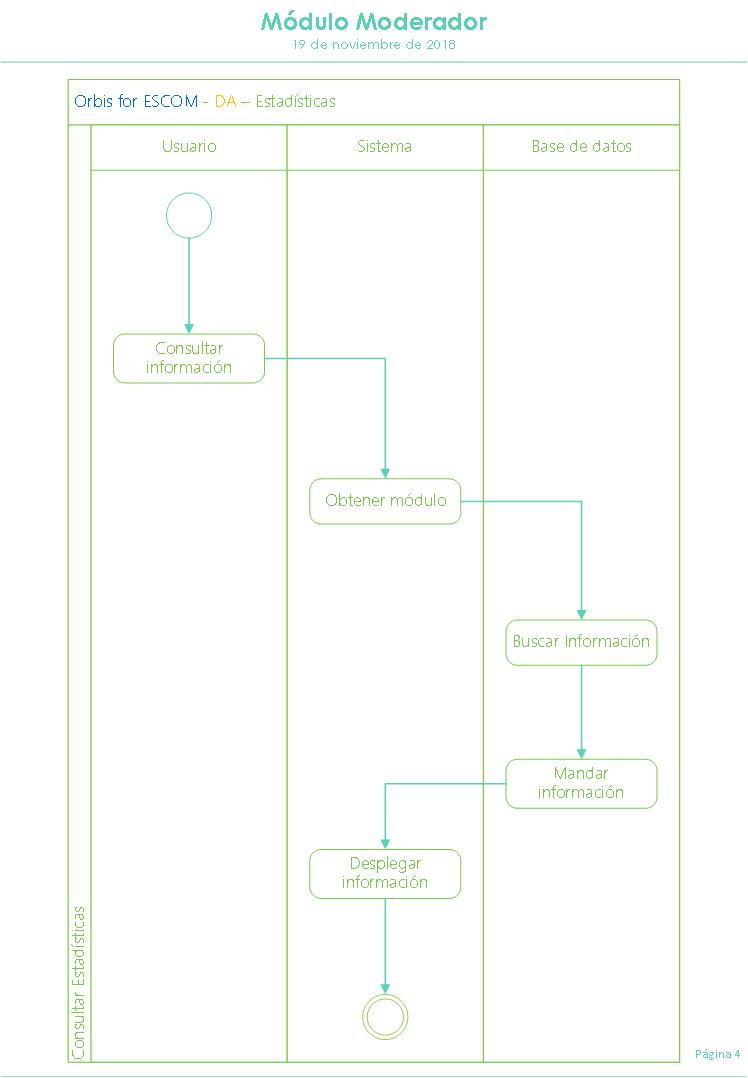 Módulo Moderador
19 de noviembre de 2018
Orbis for ESCOM - DA – Estadísticas
Usuario
Sistema
Base de datos
Consultar
información
Obtener módulo
Buscar Información
Mandar
información
Desplegar
información
Consultar Estadísticas
Página 4